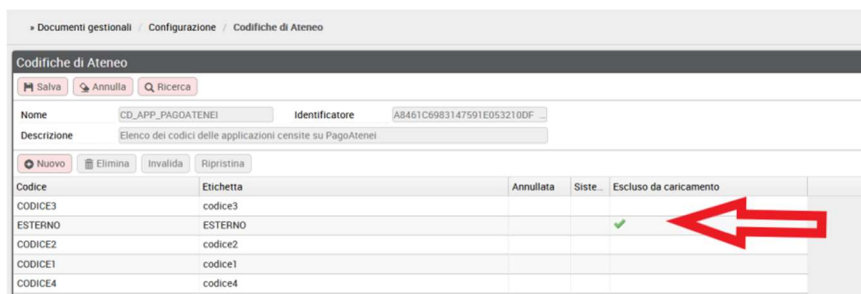 » Documenti gestionali / Configurazione / Codifiche di Ateneo
Codifiche di Ateneo
Salva Annulla Ricerca
Nome CD_APP_PAGOATENEI Identificatore A8461C6983147591E053210DF ...
Descrizione Elenco dei codici delle applicazioni censite su PagoAtenei
Nuovo Elimina Invalida Ripristina
Codice Etichetta Annullata Siste... Escluso da caricamento
CODICE3 codice3
ESTERNO ESTERNO
CODICE2 codice2
CODICE1 codice1
CODICE4 codice4